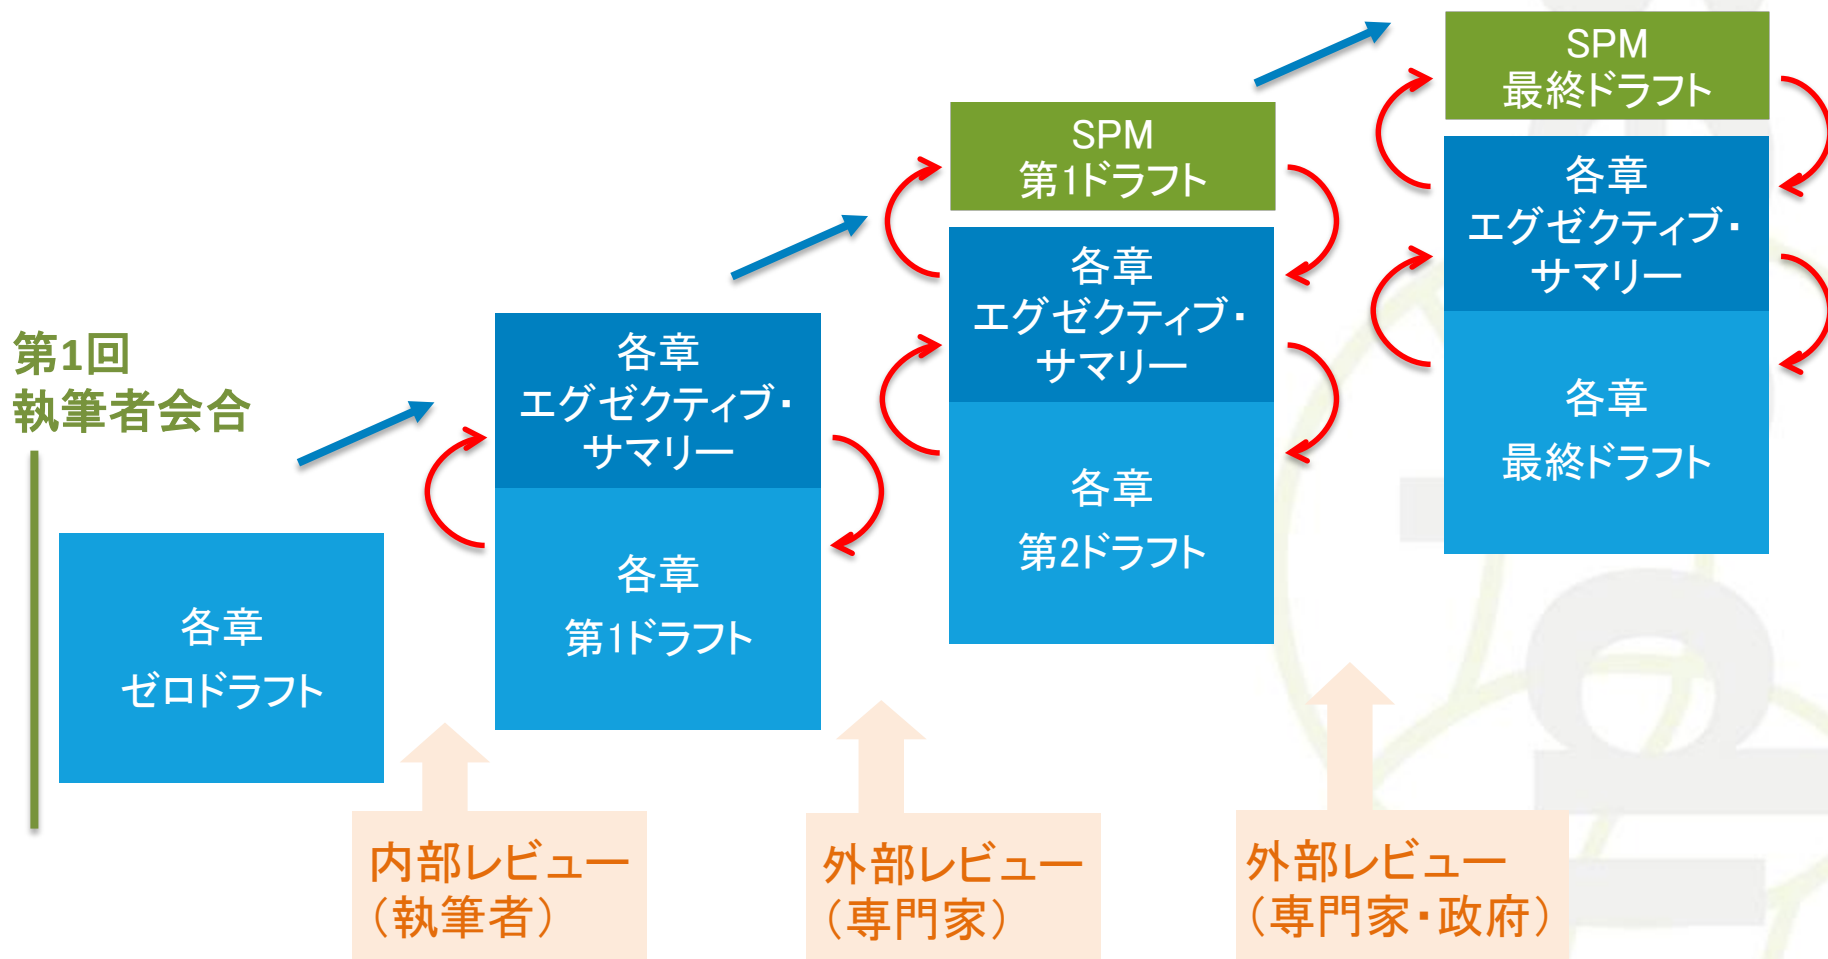 第1回
執筆者会合
各章
ゼロドラフト
内部レビュー
（執筆者）
各章
エグゼクティブ・
サマリー
各章
第1ドラフト
外部レビュー
（専門家）
SPM
第1ドラフト
各章
エグゼクティブ・
サマリー
各章
第2ドラフト
外部レビュー
（専門家・政府）
SPM
最終ドラフト
各章
エグゼクティブ・
サマリー
各章
最終ドラフト